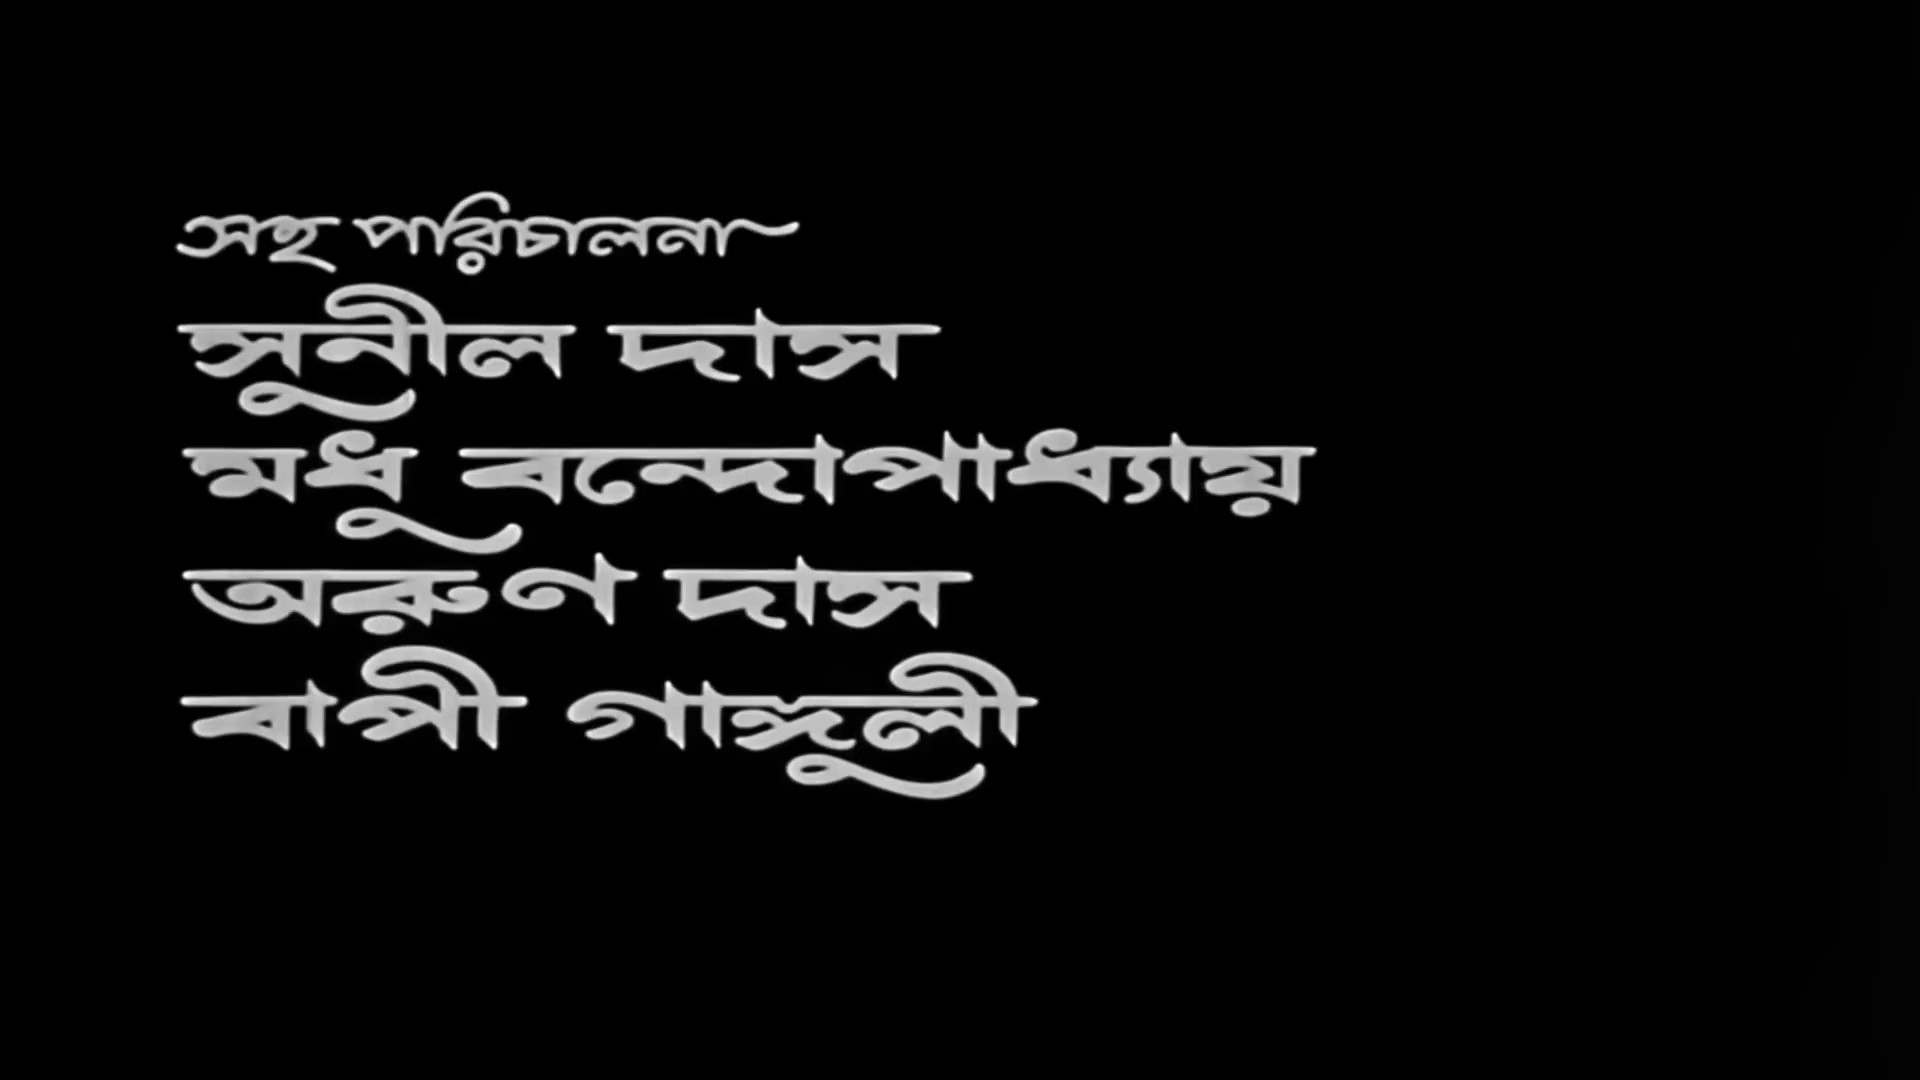 সহ পরিচালনা
সুনীল দাস
মধু বন্দোপাধ্যায়
অরুণ দাস
বাপী গাঙ্গুলী